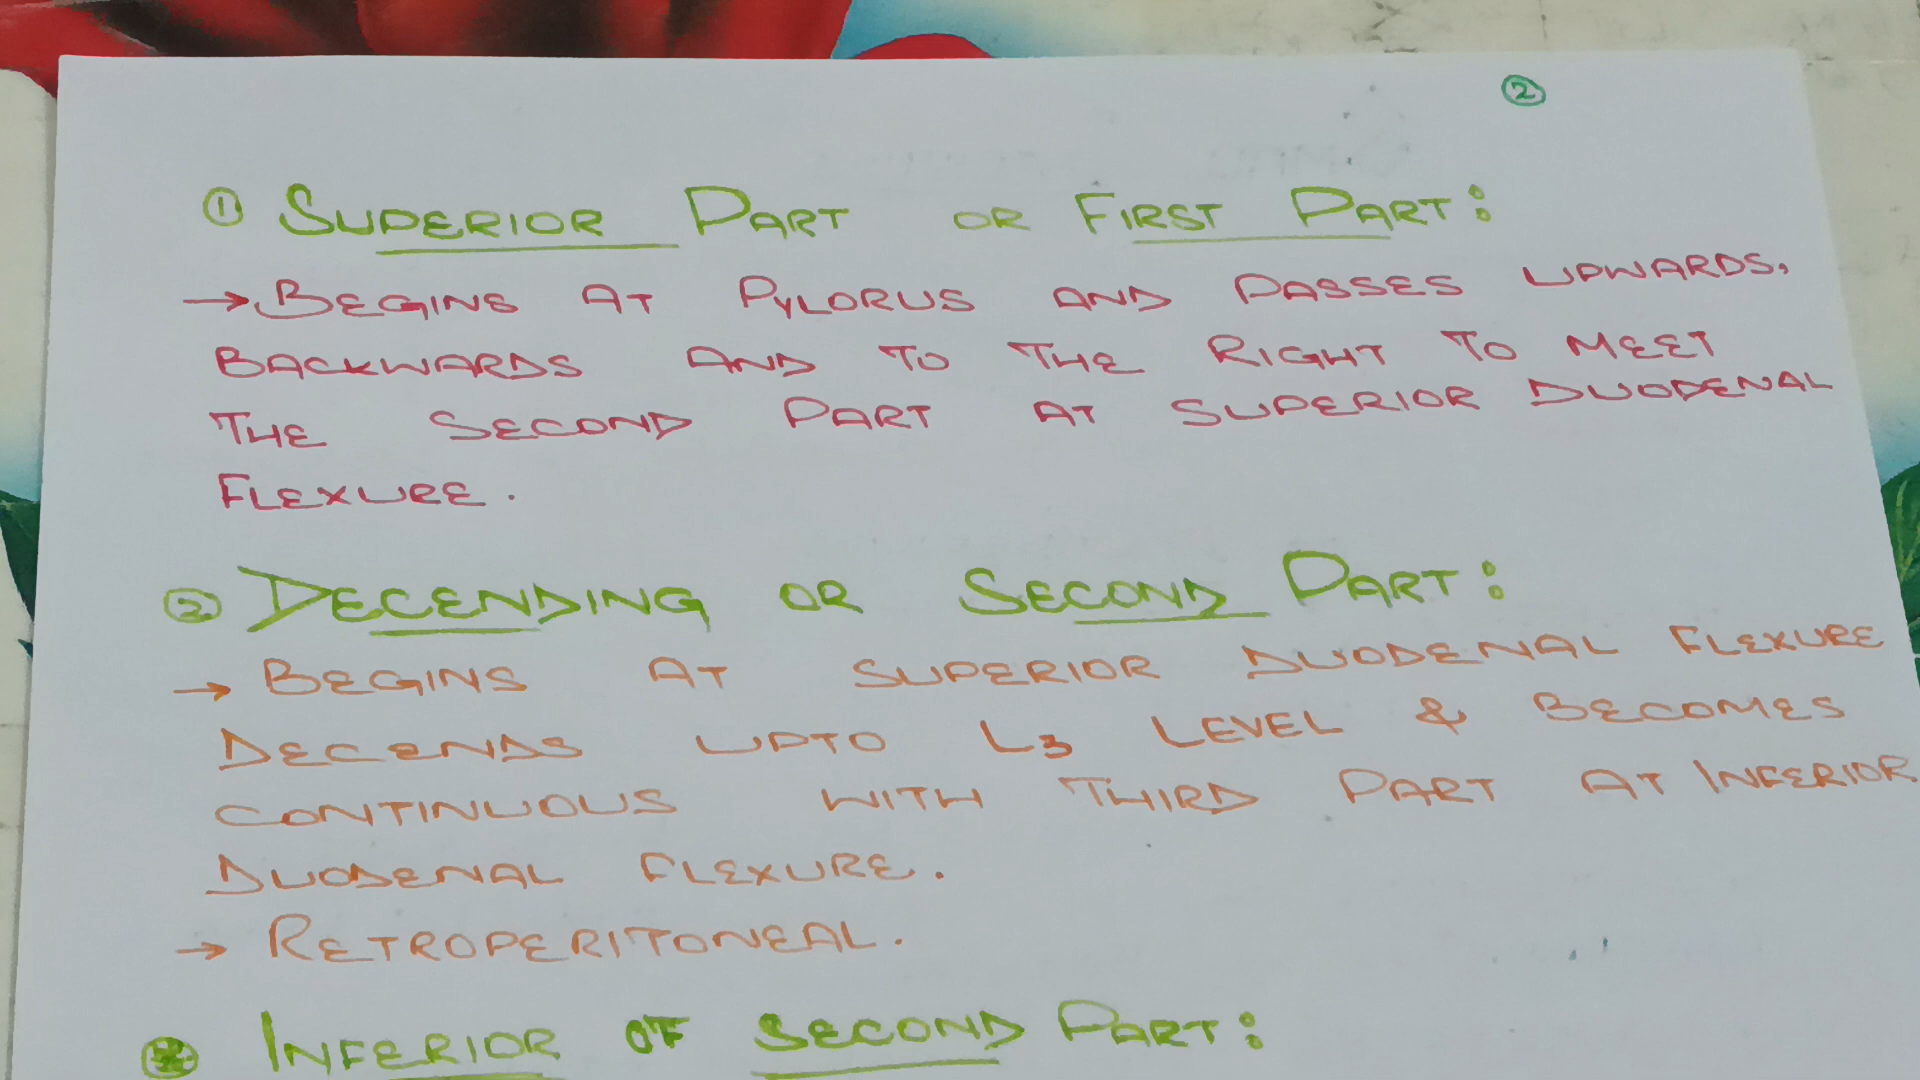 ②
① SUPERIOR PART OR FIRST PART:
→ BEGINS AT PYLORUS AND PASSES UPWARDS,
BACKWARDS AND TO THE RIGHT TO MEET
THE SECOND PART AT SUPERIOR DUODENAL
FLEXURE.
② DECENDING OR SECOND PART:
→ BEGINS AT SUPERIOR DUODENAL FLEXURE
DECENDS UPTO L3 LEVEL & BECOMES
CONTINUOUS WITH THIRD PART AT INFERIOR
DUODENAL FLEXURE.
→ RETROPERITONEAL.
INFERIOR OF SECOND PART: